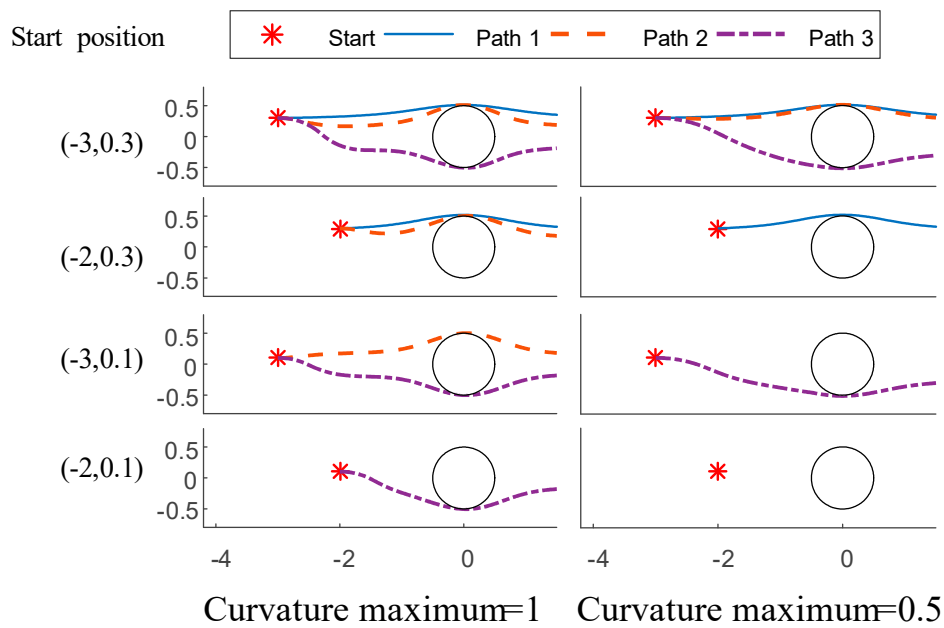 Start position
Start Path 1 Path 2 Path 3
(-3,0.3)
0.5
0
-0.5
(-2,0.3)
0.5
0
-0.5
(-3,0.1)
0.5
0
-0.5
(-2,0.1)
0.5
0
-0.5
-4 -2 0
-4 -2 0
Curvature maximum=1
Curvature maximum=0.5